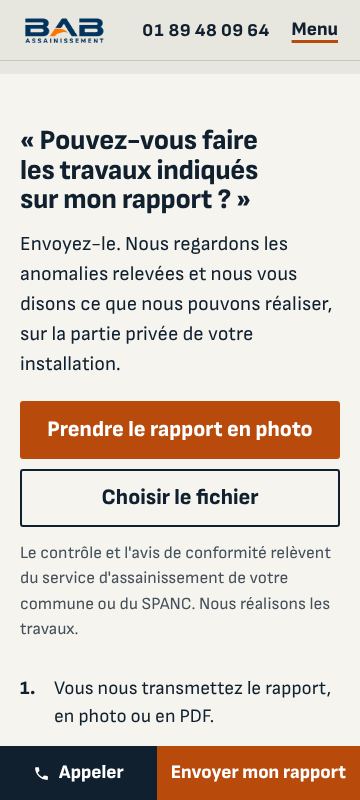 BAB
ASSAINISSEMENT
01 89 48 09 64
Menu
« Pouvez-vous faire
les travaux indiqués
sur mon rapport ? »
Envoyez-le. Nous regardons les
anomalies relevées et nous vous
disons ce que nous pouvons réaliser,
sur la partie privée de votre
installation.
Prendre le rapport en photo
Choisir le fichier
Le contrôle et l'avis de conformité relèvent
du service d'assainissement de votre
commune ou du SPANC. Nous réalisons les
travaux.
1. Vous nous transmettez le rapport,
en photo ou en PDF.
Appeler
Envoyer mon rapport